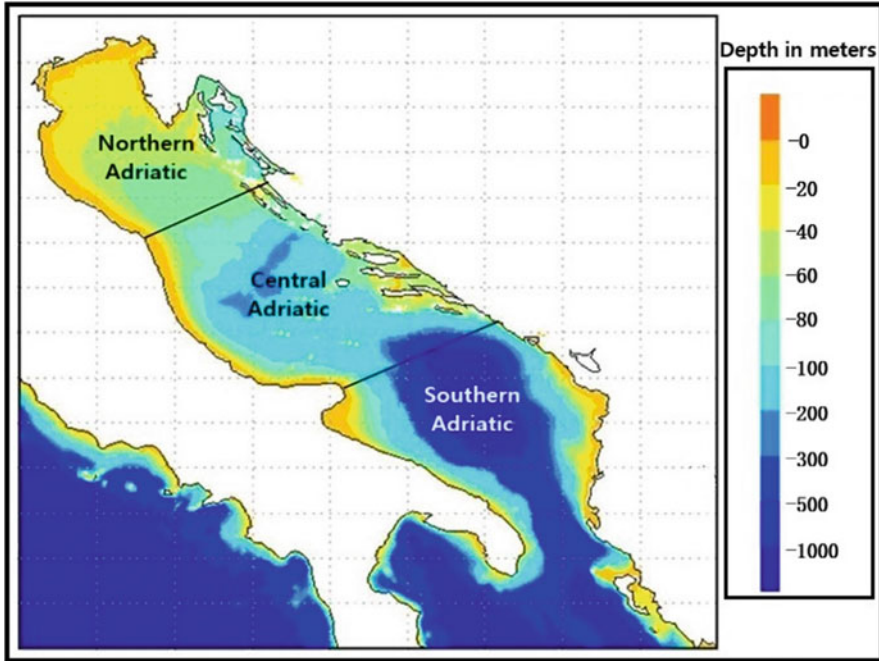 Depth in meters
Northern
Adriatic
Central
Adriatic
Southern
Adriatic
-0
-20
-40
-60
-80
-100
-200
-300
-500
-1000